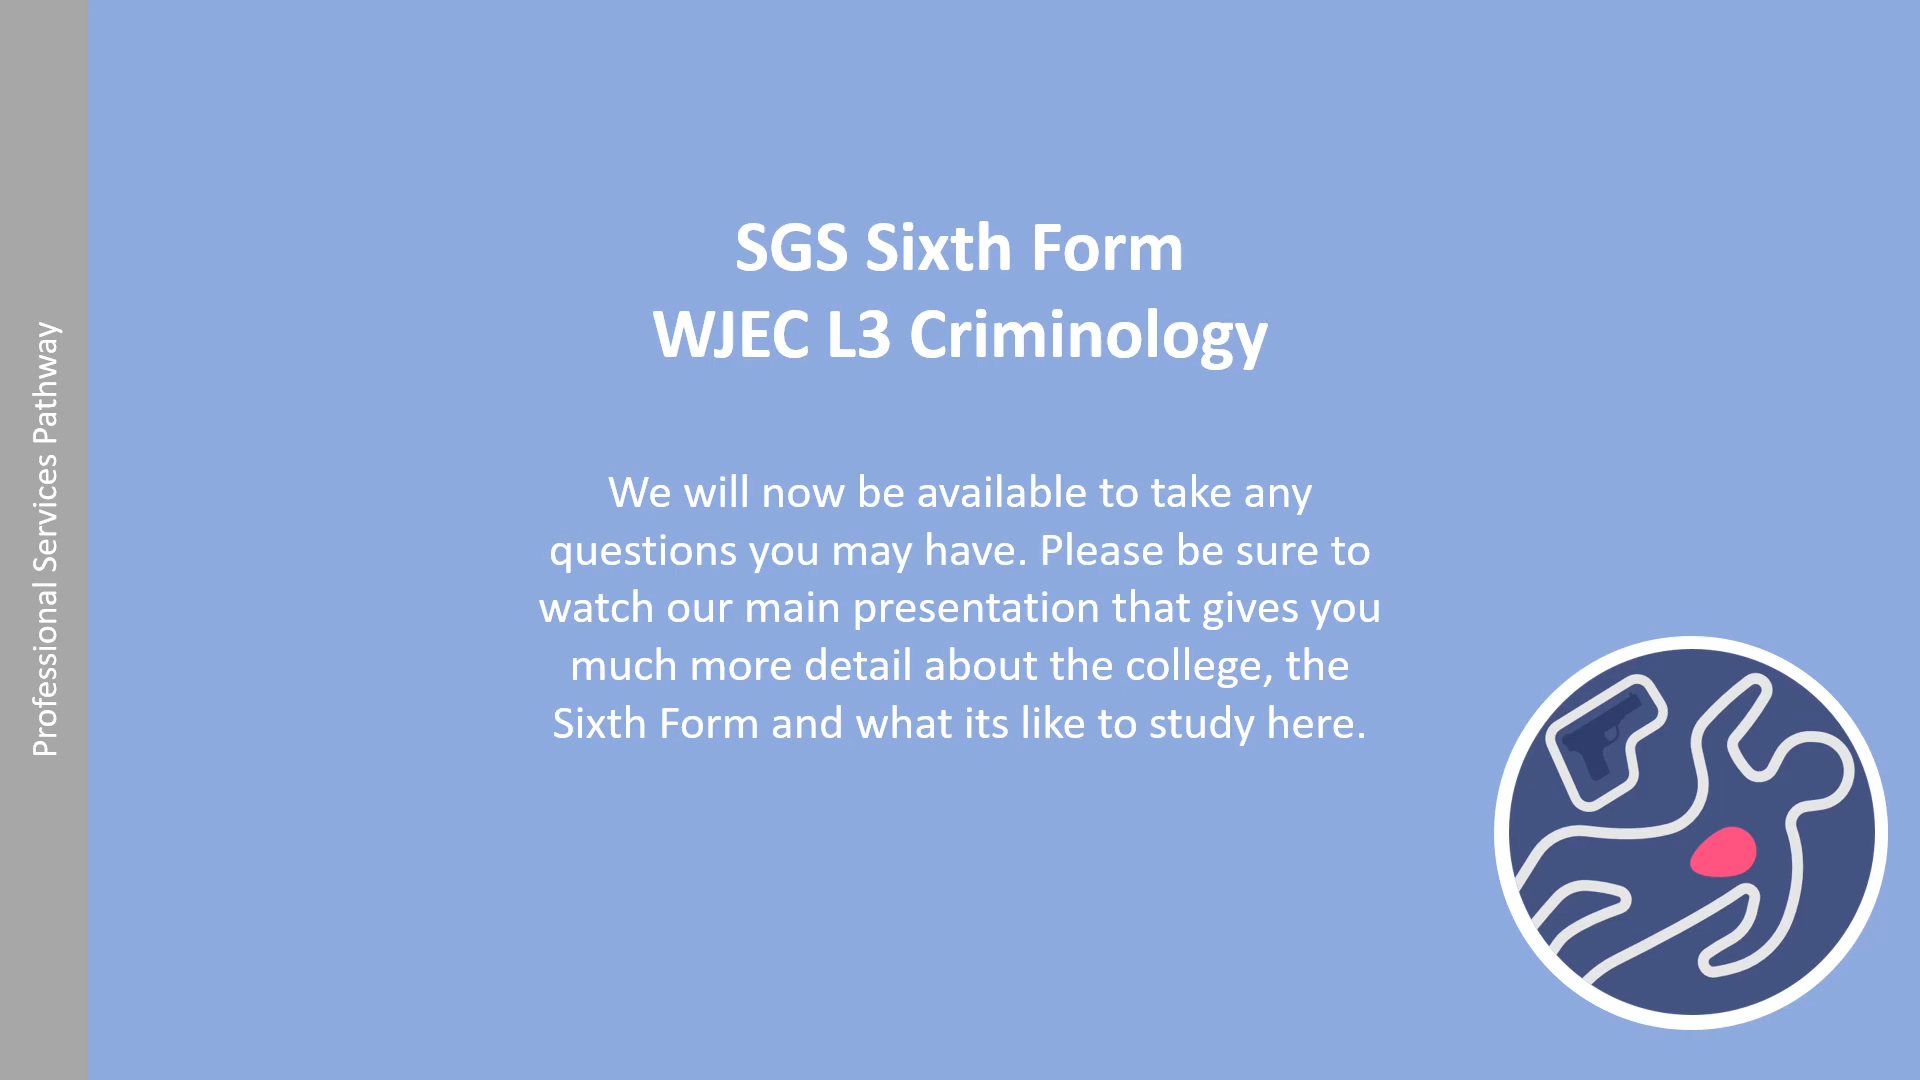 Professional Services Pathway
SGS Sixth Form
WJEC L3 Criminology
We will now be available to take any
questions you may have. Please be sure to
watch our main presentation that gives you
much more detail about the college, the
Sixth Form and what its like to study here.